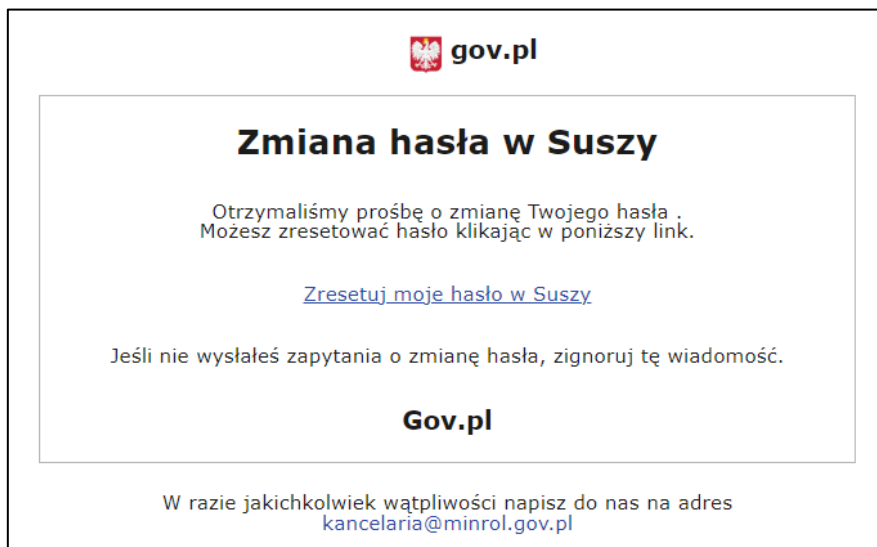 gov.pl
Zmiana hasła w Suszy
Otrzymaliśmy prośbę o zmianę Twojego hasła .
Możesz zresetować hasło klikając w poniższy link.
Zresetuj moje hasło w Suszy
Jeśli nie wysłałeś zapytania o zmianę hasła, zignoruj tę wiadomość.
Gov.pl
W razie jakichkolwiek wątpliwości napisz do nas na adres
kancelaria@minrol.gov.pl